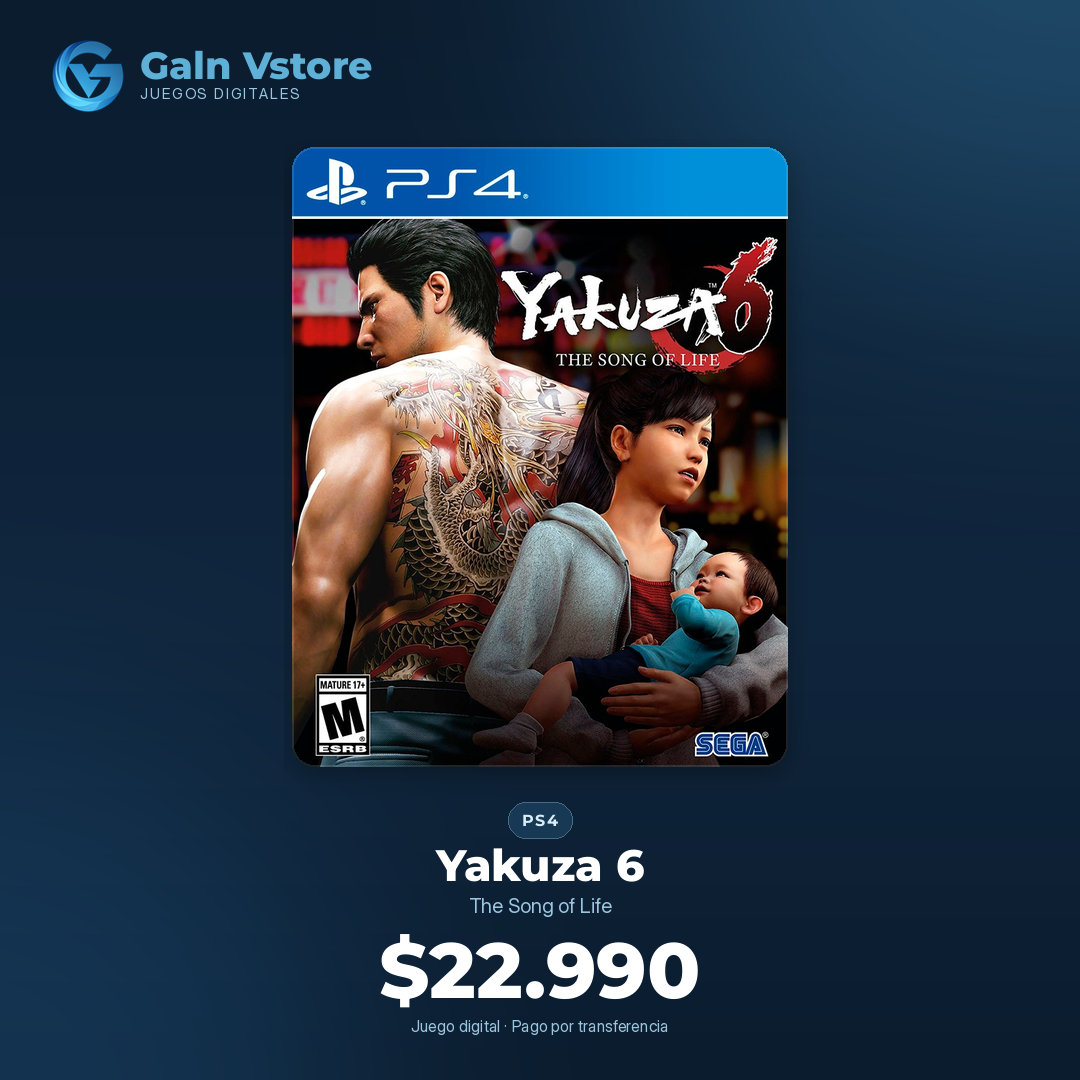 GaIn Vstore
JUEGOS DIGITALES
PS4
YAKUZA 6
THE SONG OF LIFE
MATURE 17+
M
ESRB
SEGA
PS4
Yakuza 6
The Song of Life
$22.990
Juego digital · Pago por transferencia